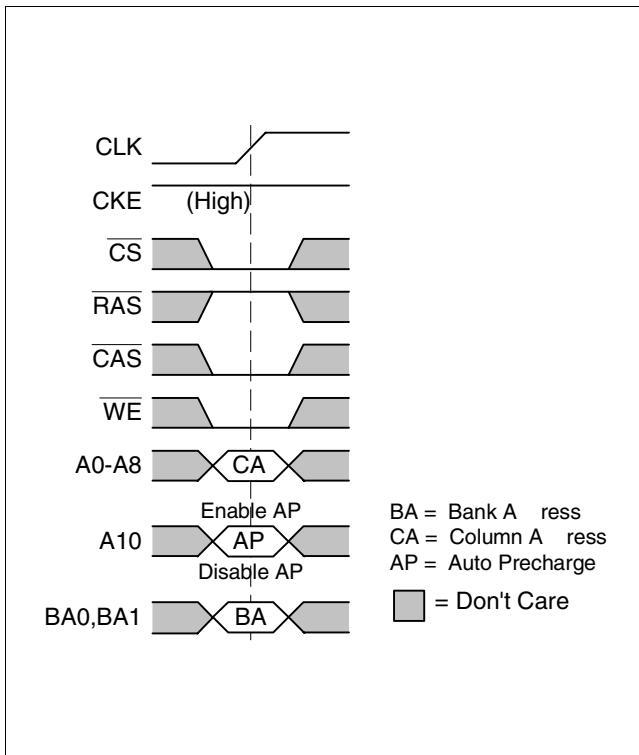 CLK
CKE (High)
CS
RAS
CAS
WE
A0-A8 CA
Enable AP
A10 AP
Disable AP
BA0,BA1 BA
BA = Bank A ress
CA = Column A ress
AP = Auto Precharge
= Don't Care